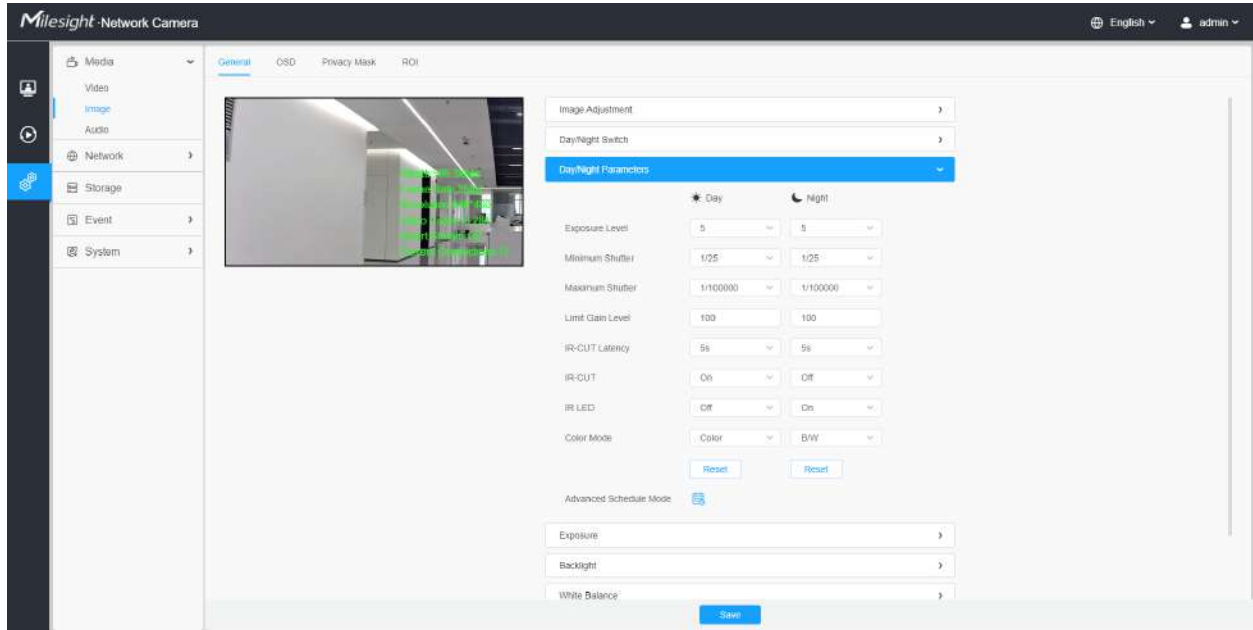 Milesight-Network Camera
English
admin
Media
Video
Image
Audio
Network
Storage
Event
System
General OSD Privacy Mask ROI
Image Adjustment
Day/Night Switch
Day/Night Parameters
Day Night
Exposure Level 5 5
Minimum Shutter 1/25 1/25
Maximum Shutter 1/100000 1/100000
Limit Gain Level 100 100
IR-CUT Latency 5s 5s
IR-CUT On Off
IR LED Off On
Color Mode Color B/W
Reset Reset
Advanced Schedule Mode
Exposure
Backlight
White Balance
Save